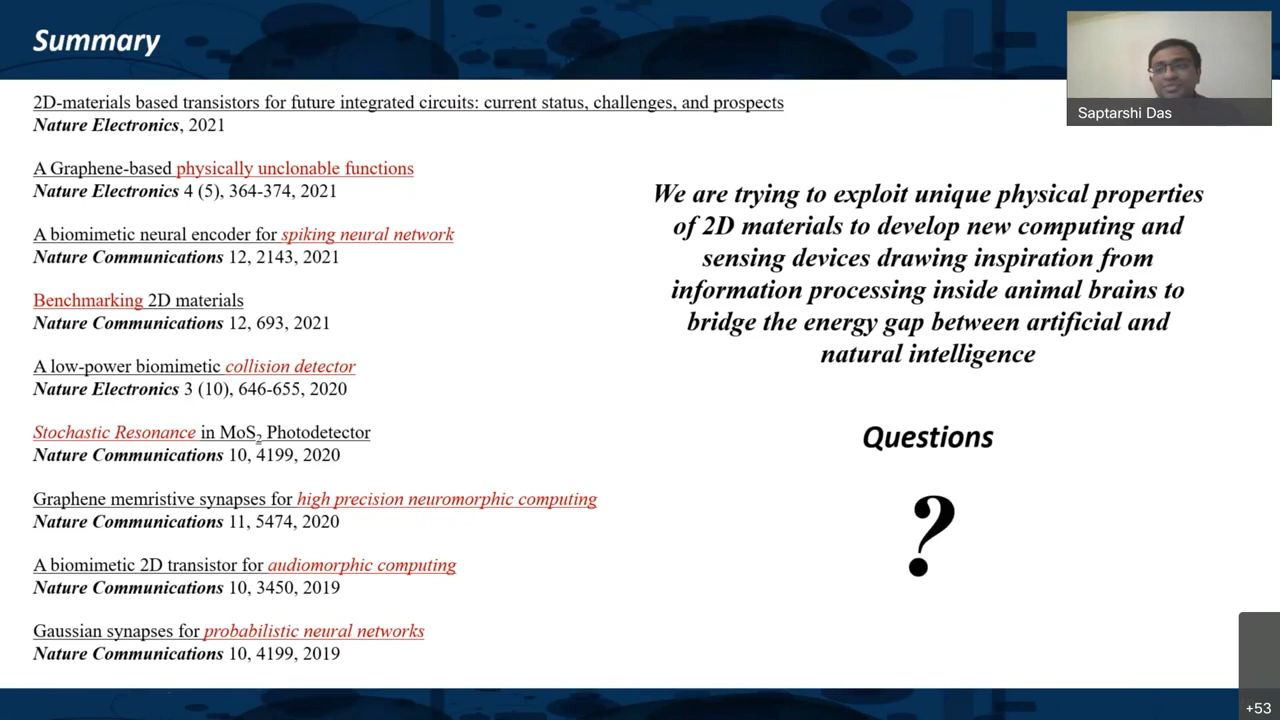 Summary
Saptarshi Das
2D-materials based transistors for future integrated circuits: current status, challenges, and prospects
Nature Electronics, 2021
A Graphene-based physically unclonable functions
Nature Electronics 4 (5), 364-374, 2021
A biomimetic neural encoder for spiking neural network
Nature Communications 12, 2143, 2021
Benchmarking 2D materials
Nature Communications 12, 693, 2021
A low-power biomimetic collision detector
Nature Electronics 3 (10), 646-655, 2020
Stochastic Resonance in MoS2 Photodetector
Nature Communications 10, 4199, 2020
Graphene memristive synapses for high precision neuromorphic computing
Nature Communications 11, 5474, 2020
A biomimetic 2D transistor for audiomorphic computing
Nature Communications 10, 3450, 2019
Gaussian synapses for probabilistic neural networks
Nature Communications 10, 4199, 2019
We are trying to exploit unique physical properties
of 2D materials to develop new computing and
sensing devices drawing inspiration from
information processing inside animal brains to
bridge the energy gap between artificial and
natural intelligence
Questions
?
+53